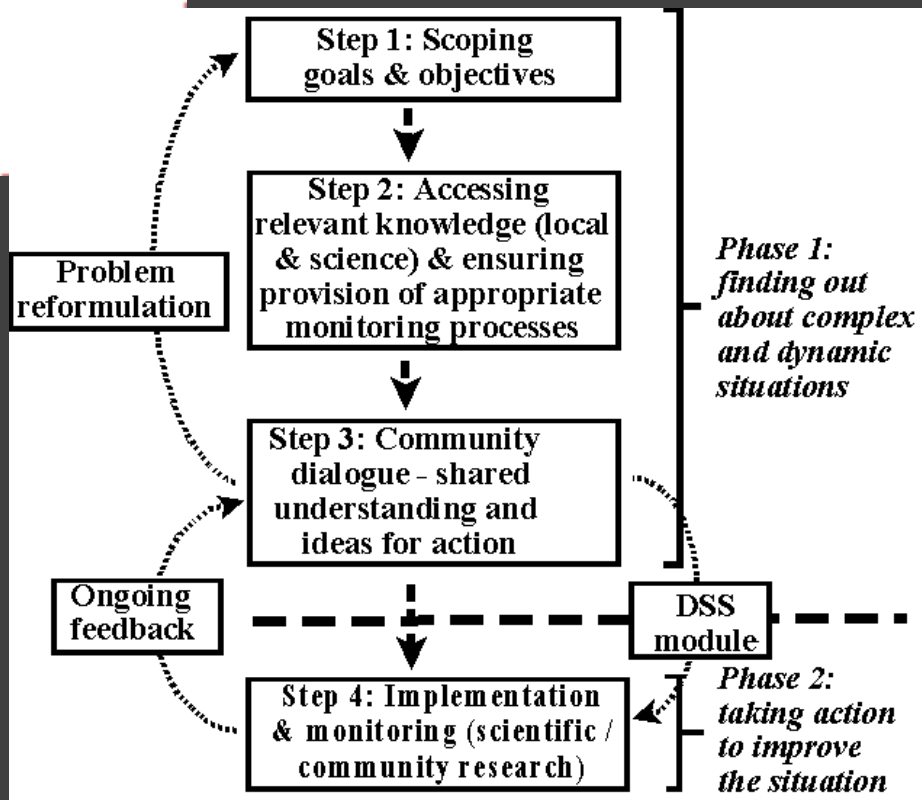 Step 1: Scoping
goals & objectives
Step 2: Accessing
relevant knowledge (local
& science) & ensuring
provision of appropriate
monitoring processes
Problem
reformulation
Phase 1:
finding out
about complex
and dynamic
situations
Step 3: Community
dialogue - shared
understanding and
ideas for action
Ongoing
feedback
DSS
module
Step 4: Implementation
& monitoring (scientific /
community research)
Phase 2:
taking action
to improve
the situation